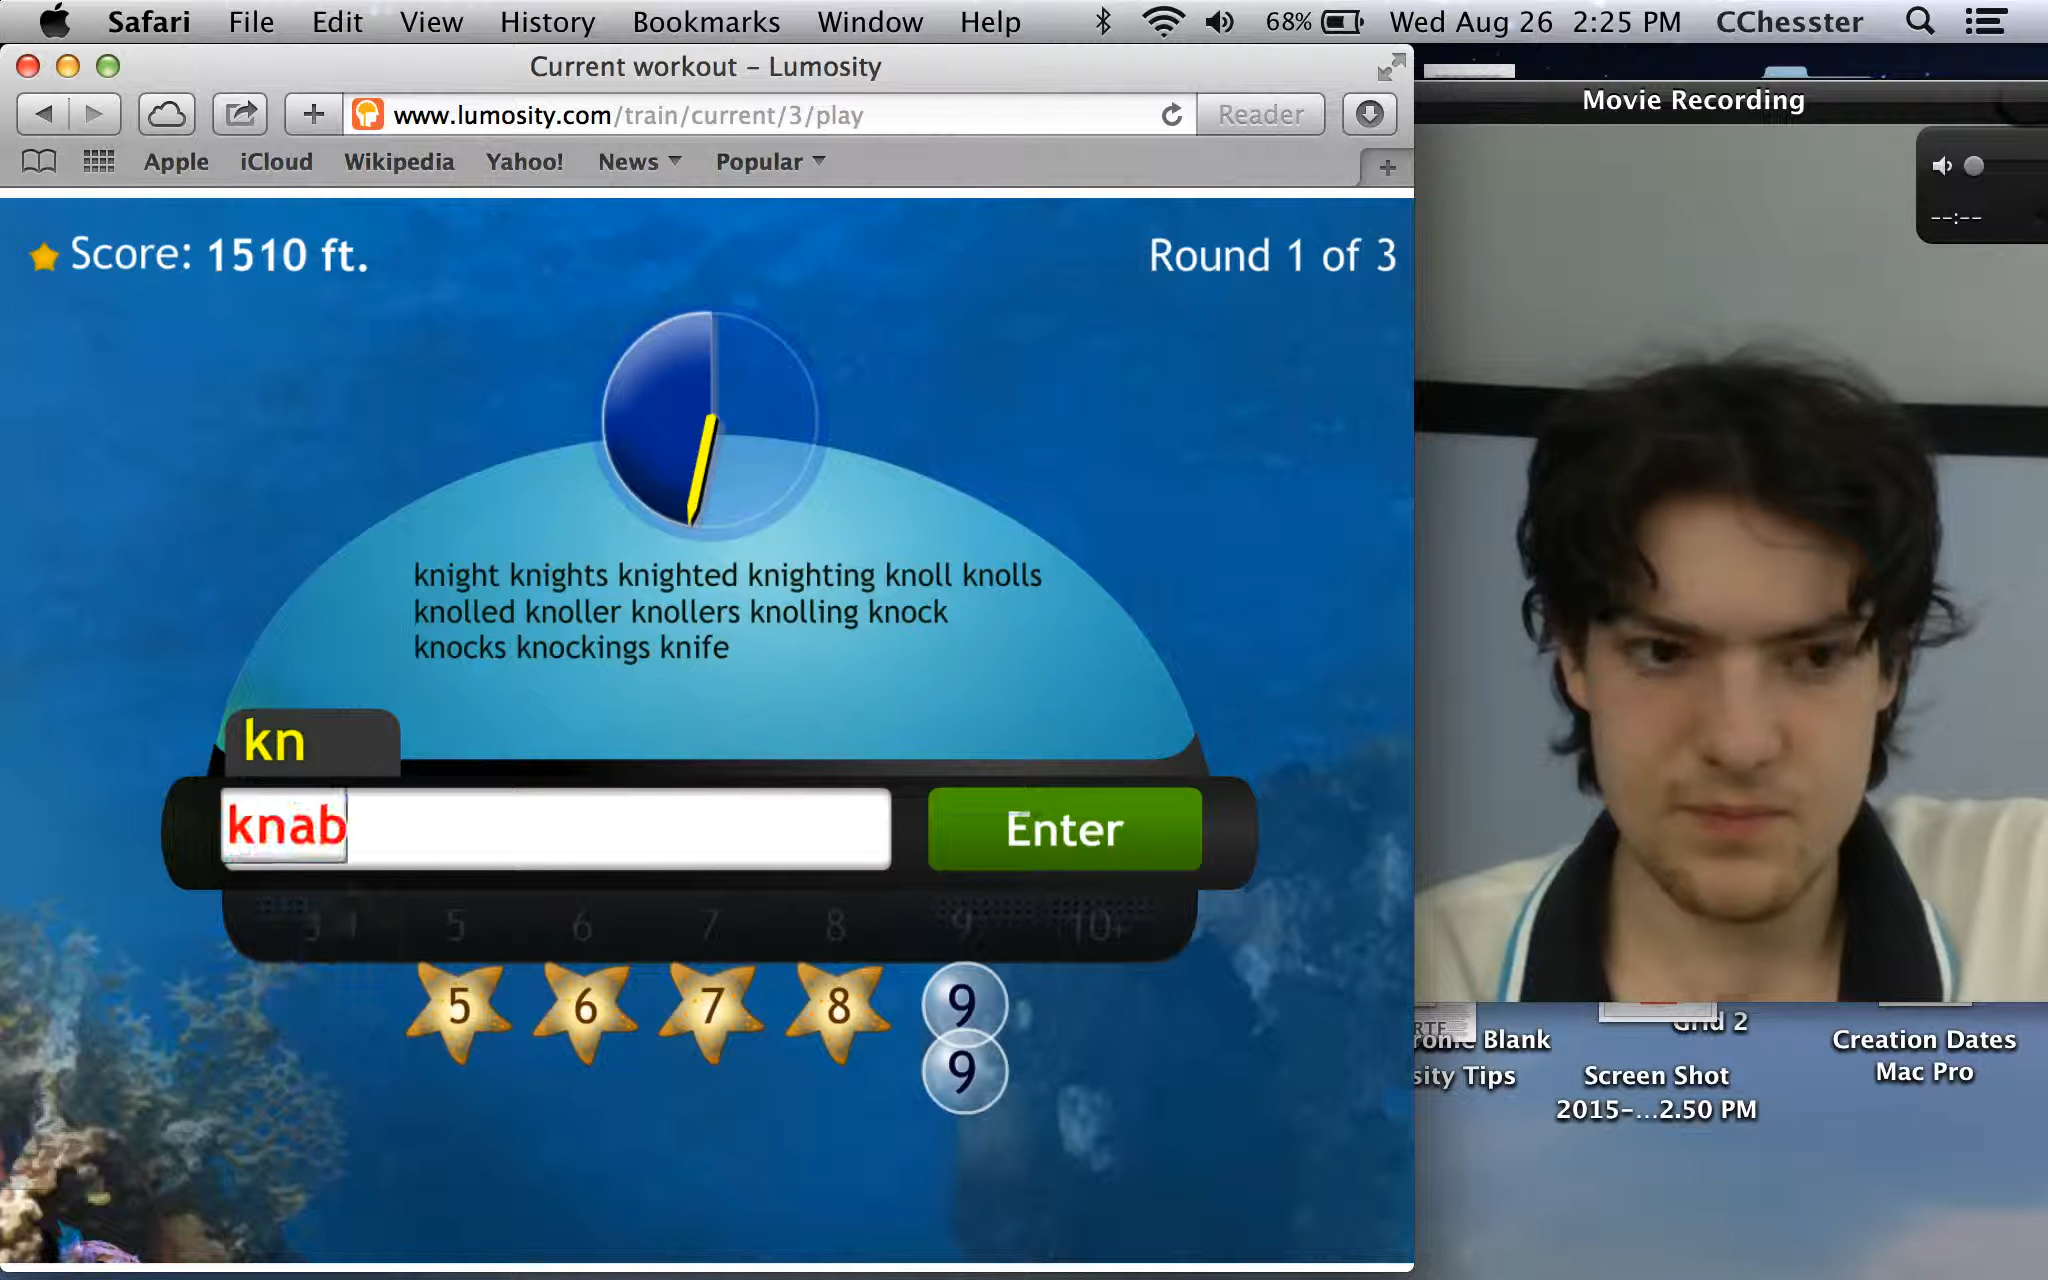 Safari File Edit View History Bookmarks Window Help 68% Wed Aug 26 2:25 PM CChesster
Current workout – Lumosity
www.lumosity.com/train/current/3/play Reader
Apple iCloud Wikipedia Yahoo! News Popular
Movie Recording
--:--
Score: 1510 ft.
Round 1 of 3
knight knights knighted knighting knoll knolls
knolled knoller knollers knolling knock
knocks knockings knife
kn
knab
Enter
5 6 7 8 9 10+
5 6 7 8 9
9
Grid 2
Blank
sity Tips
Screen Shot
2015-...2.50 PM
Creation Dates
Mac Pro